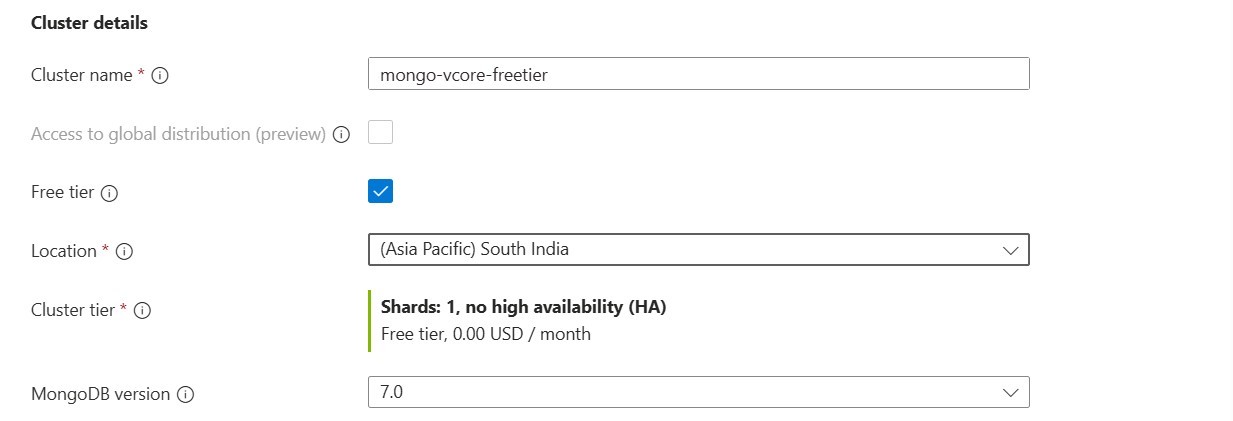 Cluster details
Cluster name *
mongo-vcore-freetier
Access to global distribution (preview)
Free tier
Location *
(Asia Pacific) South India
Cluster tier *
Shards: 1, no high availability (HA)
Free tier, 0.00 USD / month
MongoDB version
7.0